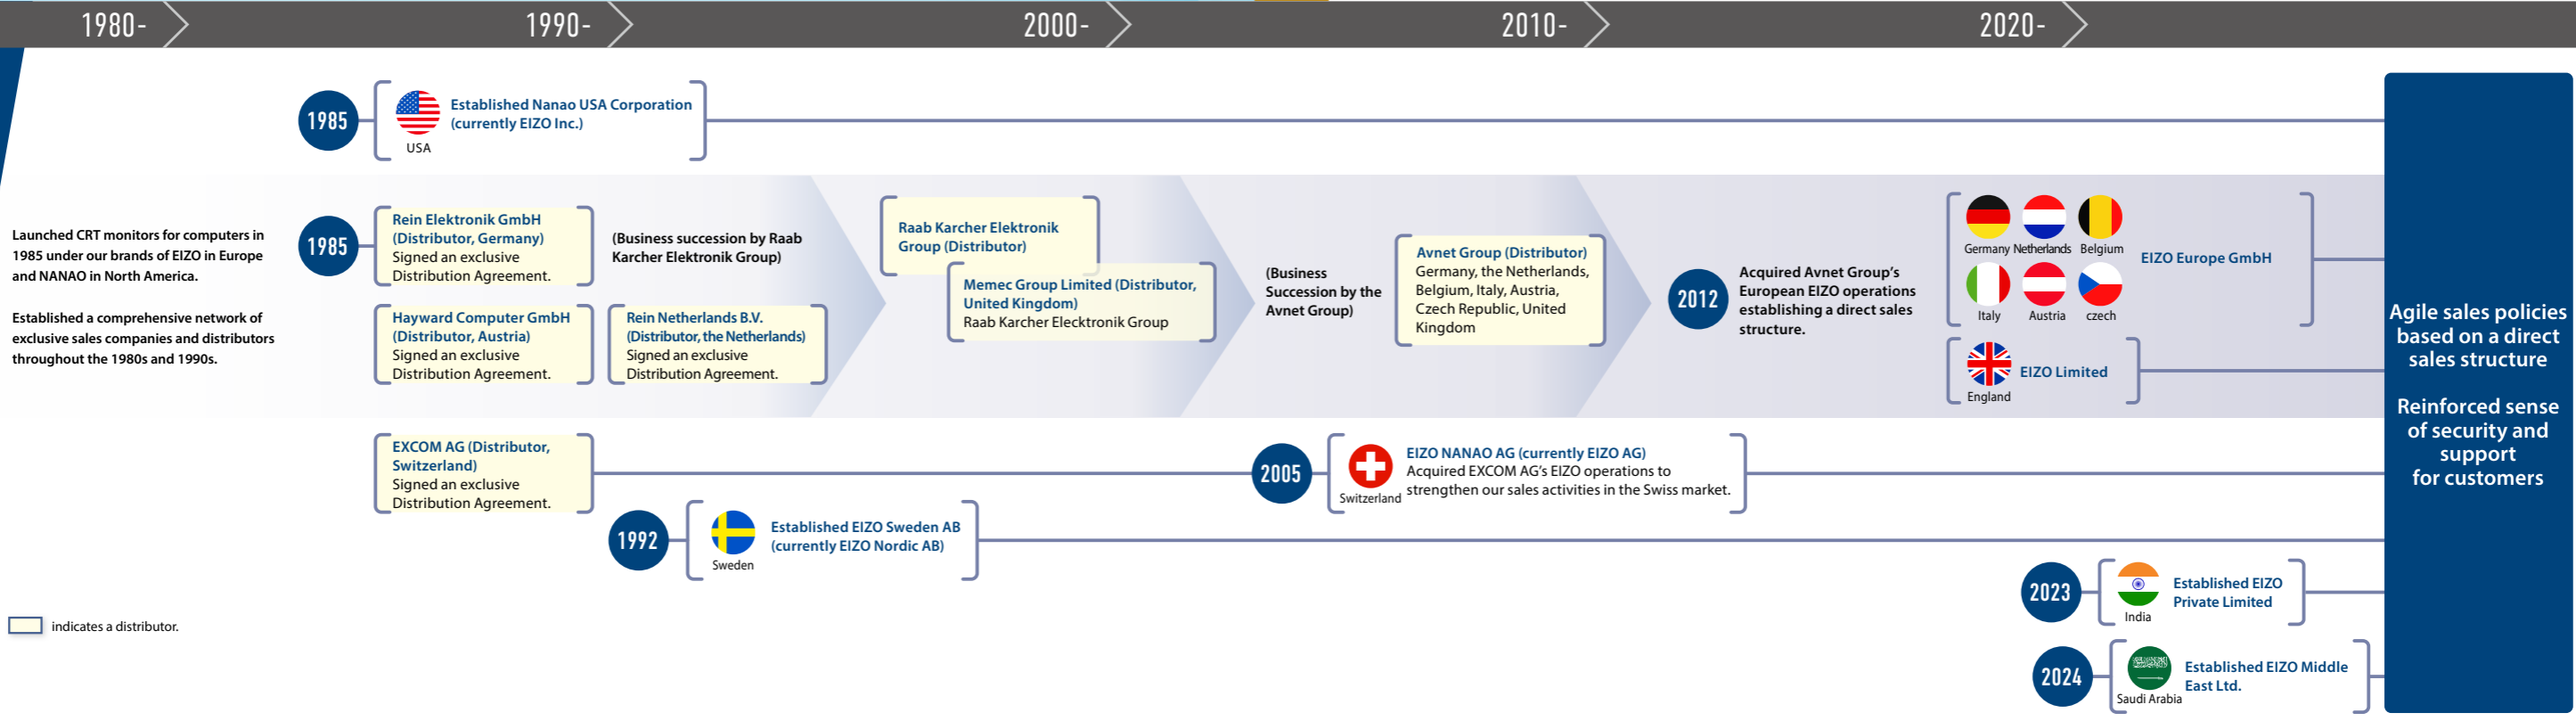 1980-
1990-
2000-
2010-
2020-
1985
USA
Established Nanao USA Corporation
(currently EIZO Inc.)
Launched CRT monitors for computers in
1985 under our brands of EIZO in Europe
and NANAO in North America.
Established a comprehensive network of
exclusive sales companies and distributors
throughout the 1980s and 1990s.
1985
Rein Elektronik GmbH
(Distributor, Germany)
Signed an exclusive
Distribution Agreement.
(Business succession by Raab
Karcher Elektronik Group)
Hayward Computer GmbH
(Distributor, Austria)
Signed an exclusive
Distribution Agreement.
Rein Netherlands B.V.
(Distributor, the Netherlands)
Signed an exclusive
Distribution Agreement.
Raab Karcher Elektronik
Group (Distributor)
Memec Group Limited (Distributor,
United Kingdom)
Raab Karcher Elecktronik Group
(Business
Succession by the
Avnet Group)
Avnet Group (Distributor)
Germany, the Netherlands,
Belgium, Italy, Austria,
Czech Republic, United
Kingdom
2012
Acquired Avnet Group's
European EIZO operations
establishing a direct sales
structure.
Germany
Netherlands
Belgium
Italy
Austria
czech
EIZO Europe GmbH
England
EIZO Limited
EXCOM AG (Distributor,
Switzerland)
Signed an exclusive
Distribution Agreement.
2005
Switzerland
EIZO NANAO AG (currently EIZO AG)
Acquired EXCOM AG's EIZO operations to
strengthen our sales activities in the Swiss market.
1992
Sweden
Established EIZO Sweden AB
(currently EIZO Nordic AB)
2023
India
Established EIZO
Private Limited
2024
Saudi Arabia
Established EIZO Middle
East Ltd.
Agile sales policies
based on a direct
sales structure
Reinforced sense
of security and
support
for customers
indicates a distributor.